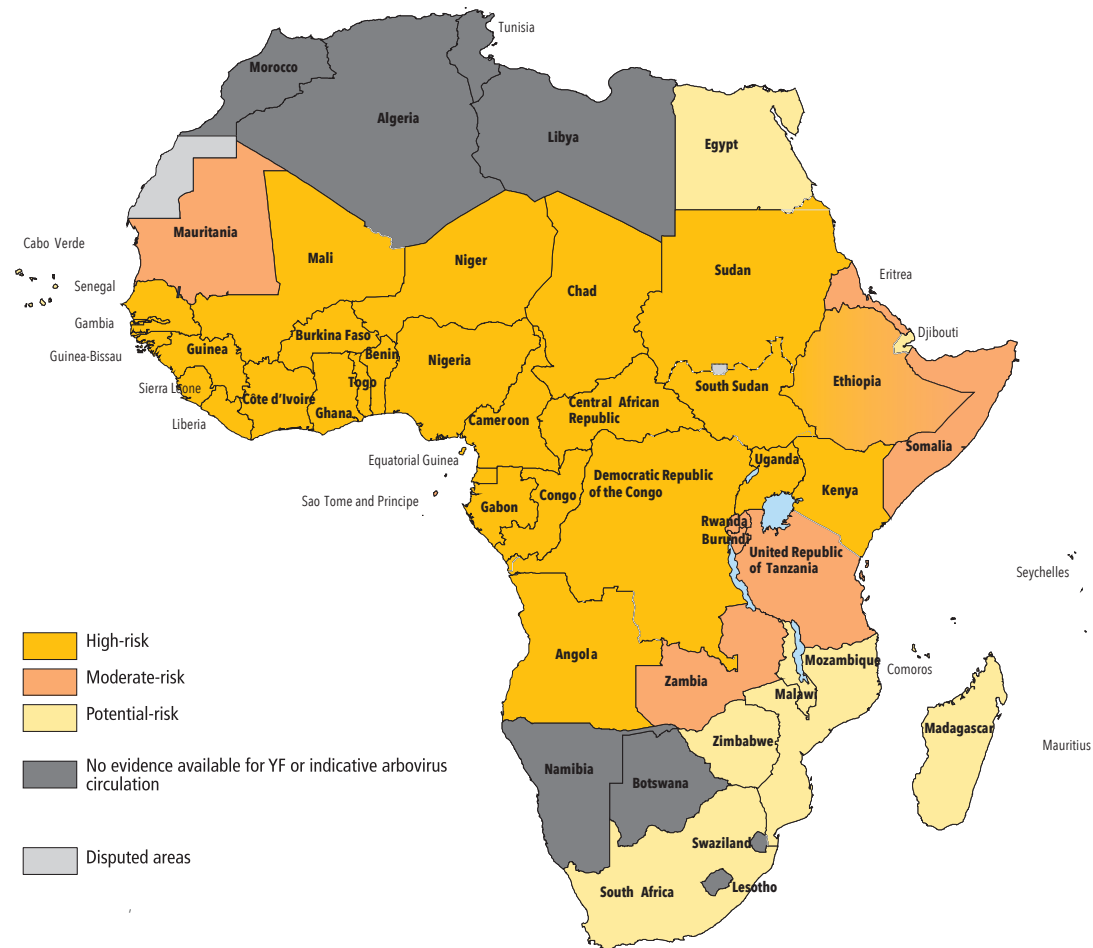 Tunisia
Morocco
Algeria
Libya
Egypt
Mauritania
Cabo Verde
Mali
Niger
Chad
Sudan
Eritrea
Senegal
Gambia
Djibouti
Burkina Faso
Guinea-Bissau
Guinea
Benin
Nigeria
Togo
South Sudan
Ethiopia
Sierra Leone
Côte d'Ivoire
Ghana
Central African
Republic
Liberia
Cameroon
Somalia
Equatorial Guinea
Uganda
Democratic Republic
of the Congo
Kenya
Sao Tome and Principe
Gabon
Congo
Rwanda
Burundi
United Republic
of Tanzania
Seychelles
High-risk
Angola
Mozambique
Comoros
Moderate-risk
Zambia
Malawi
Potential-risk
Madagascar
Zimbabwe
Mauritius
No evidence available for YF or indicative arbovirus
circulation
Namibia
Botswana
Swaziland
Disputed areas
South Africa
Lesotho